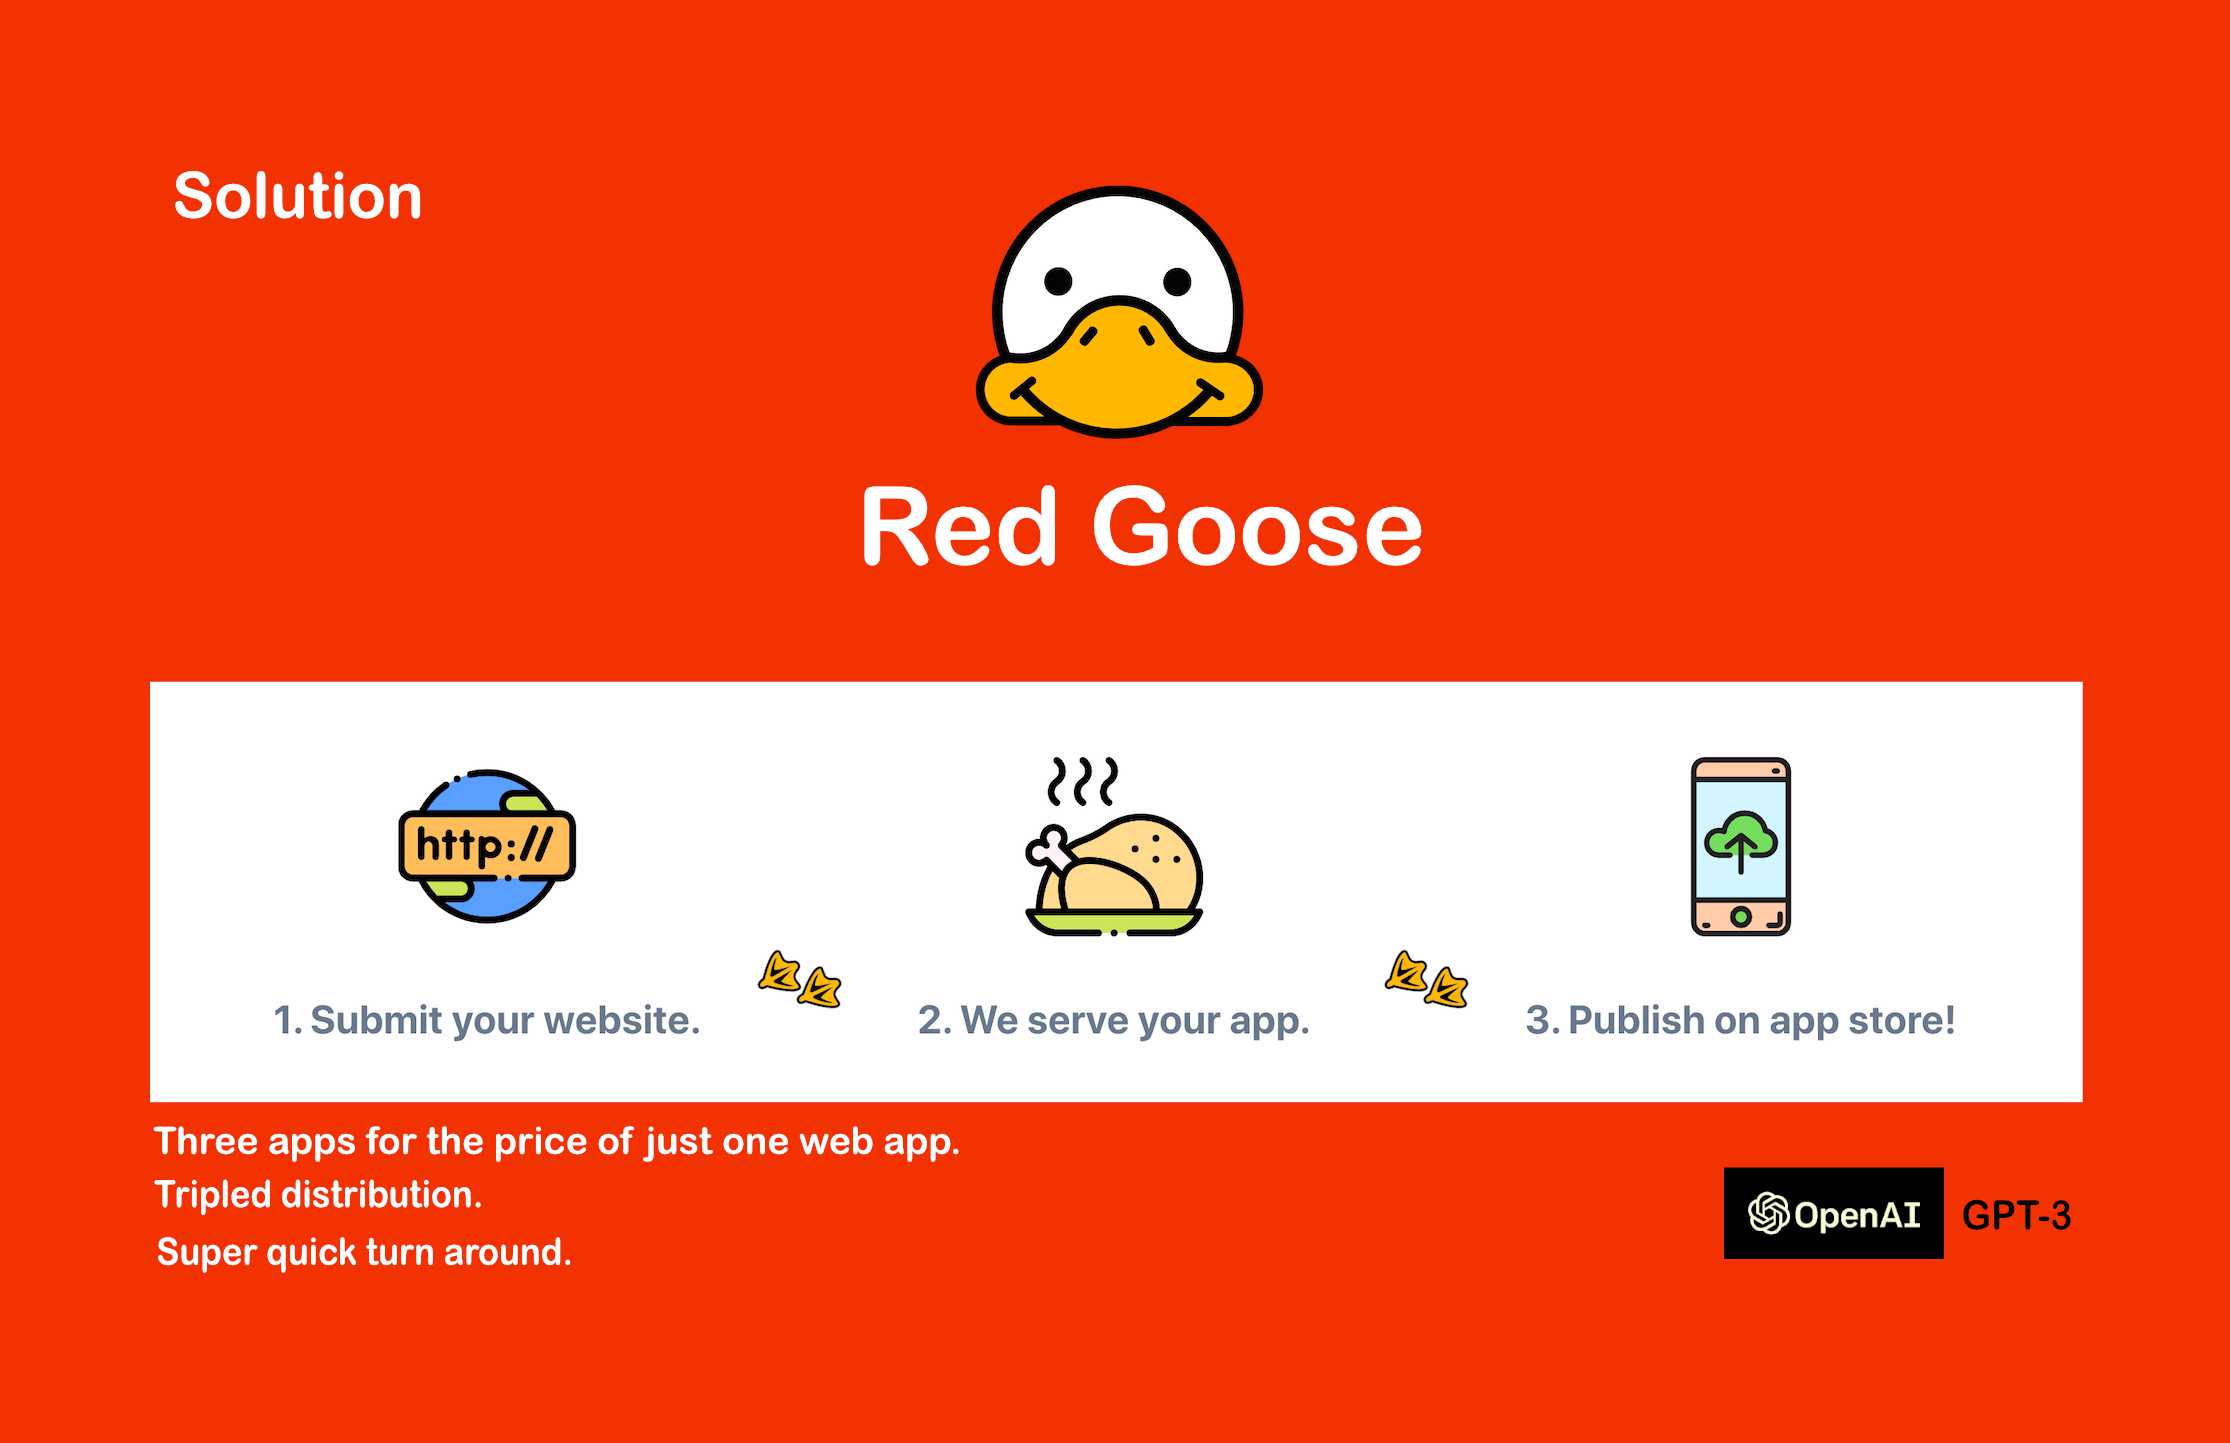 Solution
Red Goose
http://
1. Submit your website.
2. We serve your app.
3. Publish on app store!
Three apps for the price of just one web app.
Tripled distribution.
Super quick turn around.
OpenAI
GPT-3